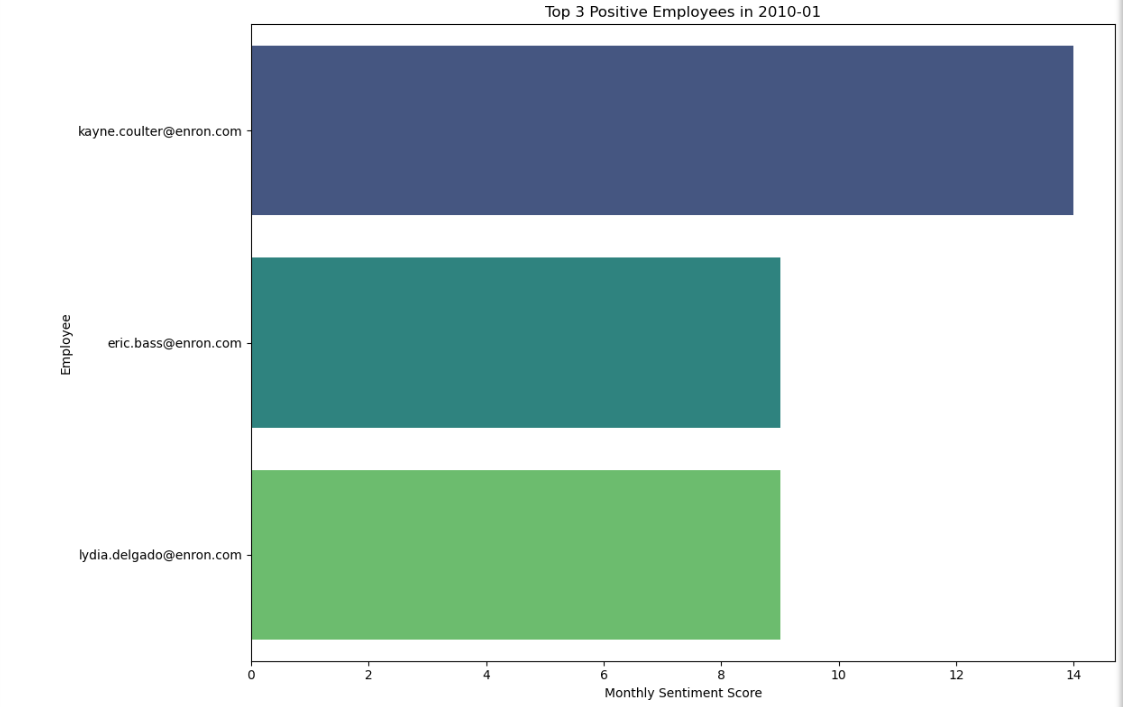 Top 3 Positive Employees in 2010-01
Employee
kayne.coulter@enron.com
eric.bass@enron.com
lydia.delgado@enron.com
0 2 4 6 8 10 12 14
Monthly Sentiment Score